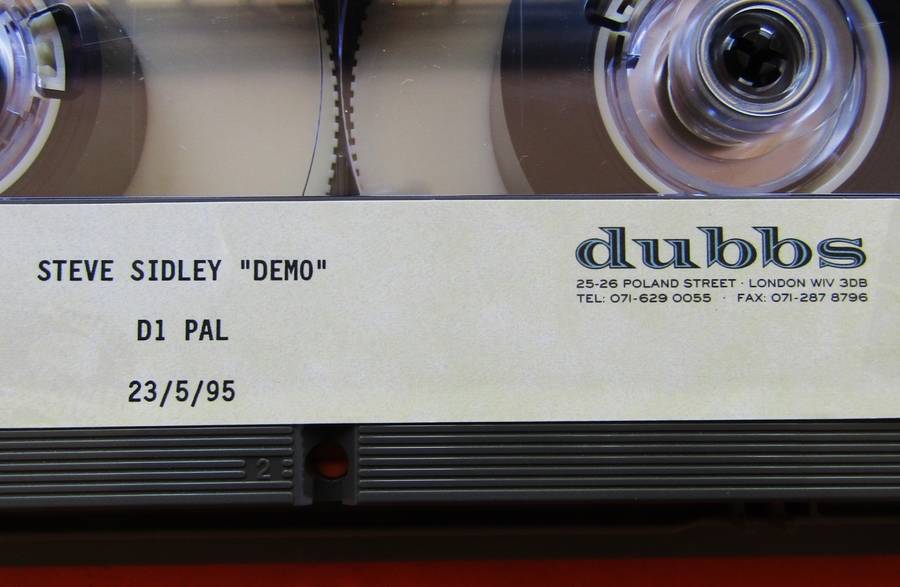 STEVE SIDLEY "DEMO"
D1 PAL
23/5/95
dubbs
25-26 POLAND STREET · LONDON WIV 3DB
TEL: 071-629 0055 · FAX: 071-287 8796
2